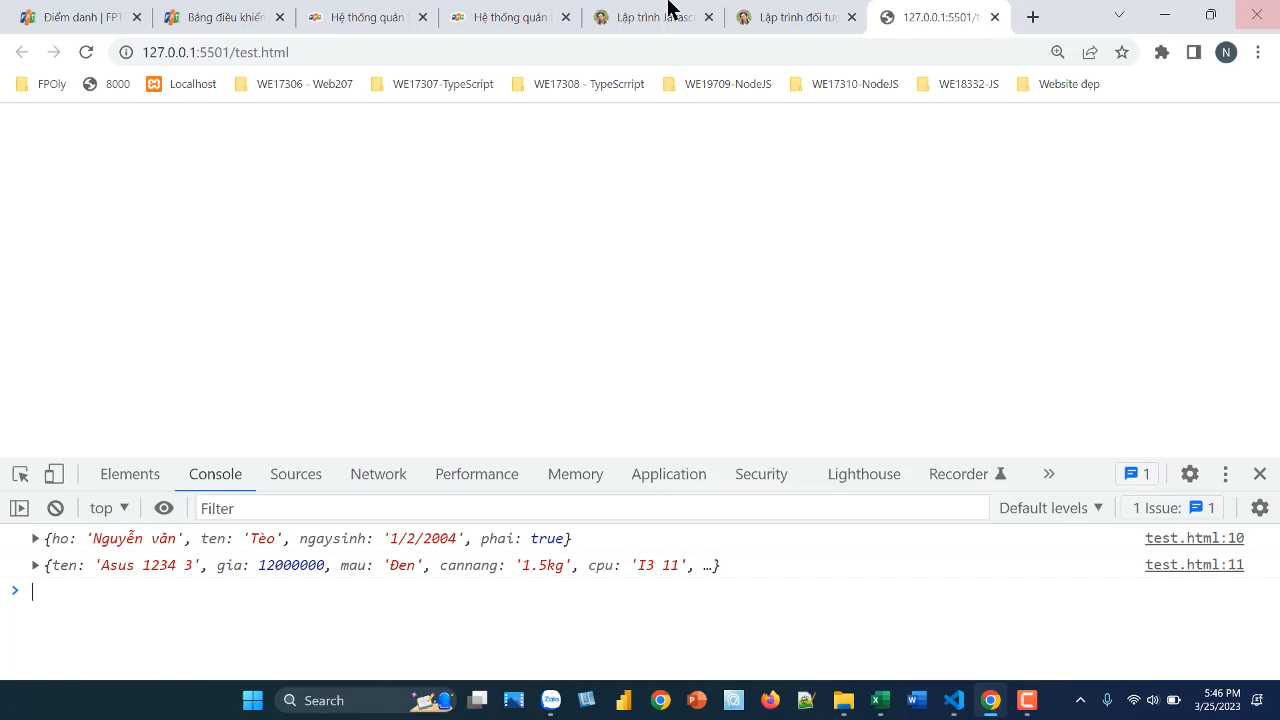 Điểm danh | FPT
Bảng điều khiển
Hệ thống quản
Hệ thống quản
Lập trình
Lập trình đối tư
127.0.0.1:5501/t
127.0.0.1:5501/test.html
N
FPOly
8000
Localhost
WE17306 - Web207
WE17307-TypeScript
WE17308 - TypeScrript
WE19709-NodeJS
WE17310-NodeJS
WE18332-JS
Website dẹp
Elements
Console
Sources
Network
Performance
Memory
Application
Security
Lighthouse
Recorder
1
top
Filter
Default levels
1 Issue: 1
{ho: 'Nguyễn văn', ten: 'Tèo', ngaysinh: '1/2/2004', phai: true}
test.html:10
{ten: 'Asus 1234 3', gia: 12000000, mau: 'Đen', cannang: '1.5kg', cpu: 'I3 11', …}
test.html:11
Search
Zalo
5:46 PM
3/25/2023